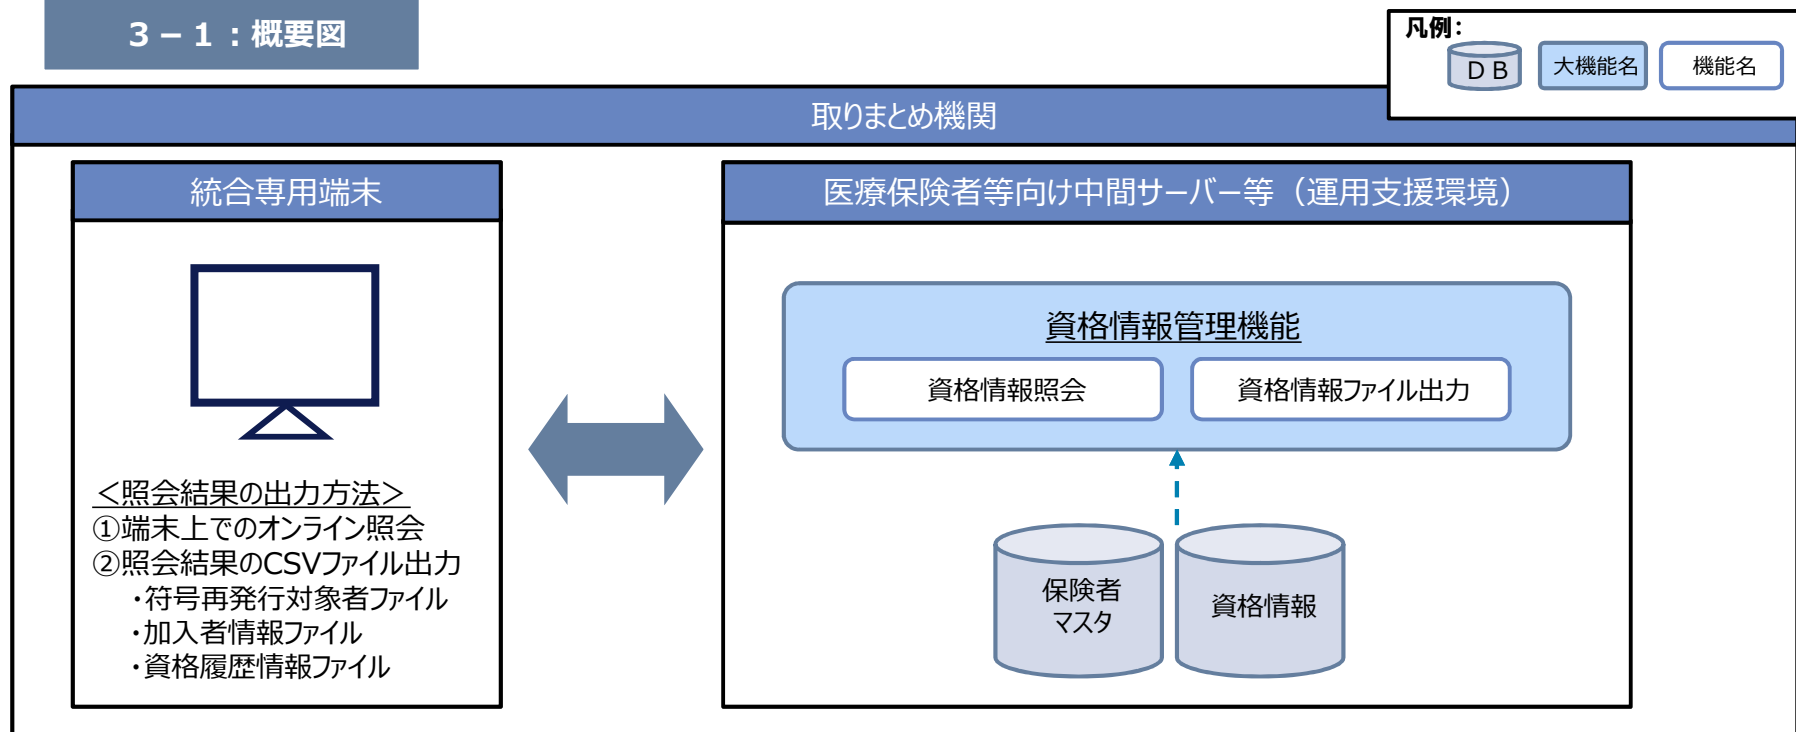 ３－１：概要図
凡例：
ＤＢ
大機能名
機能名
取りまとめ機関
統合専用端末
＜照会結果の出力方法＞
①端末上でのオンライン照会
②照会結果のCSVファイル出力
・符号再発行対象者ファイル
・加入者情報ファイル
・資格履歴情報ファイル
医療保険者等向け中間サーバー等（運用支援環境）
資格情報管理機能
資格情報照会
資格情報ファイル出力
保険者
マスタ
資格情報